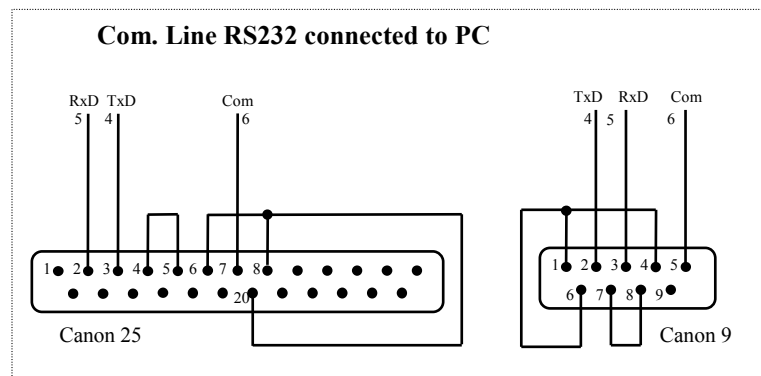 Com. Line RS232 connected to PC
RxD TxD Com
5 4 6
TxD RxD Com
4 5 6
1 2 3 4 5 6 7 8
20
Canon 25
1 2 3 4 5
6 7 8 9
Canon 9